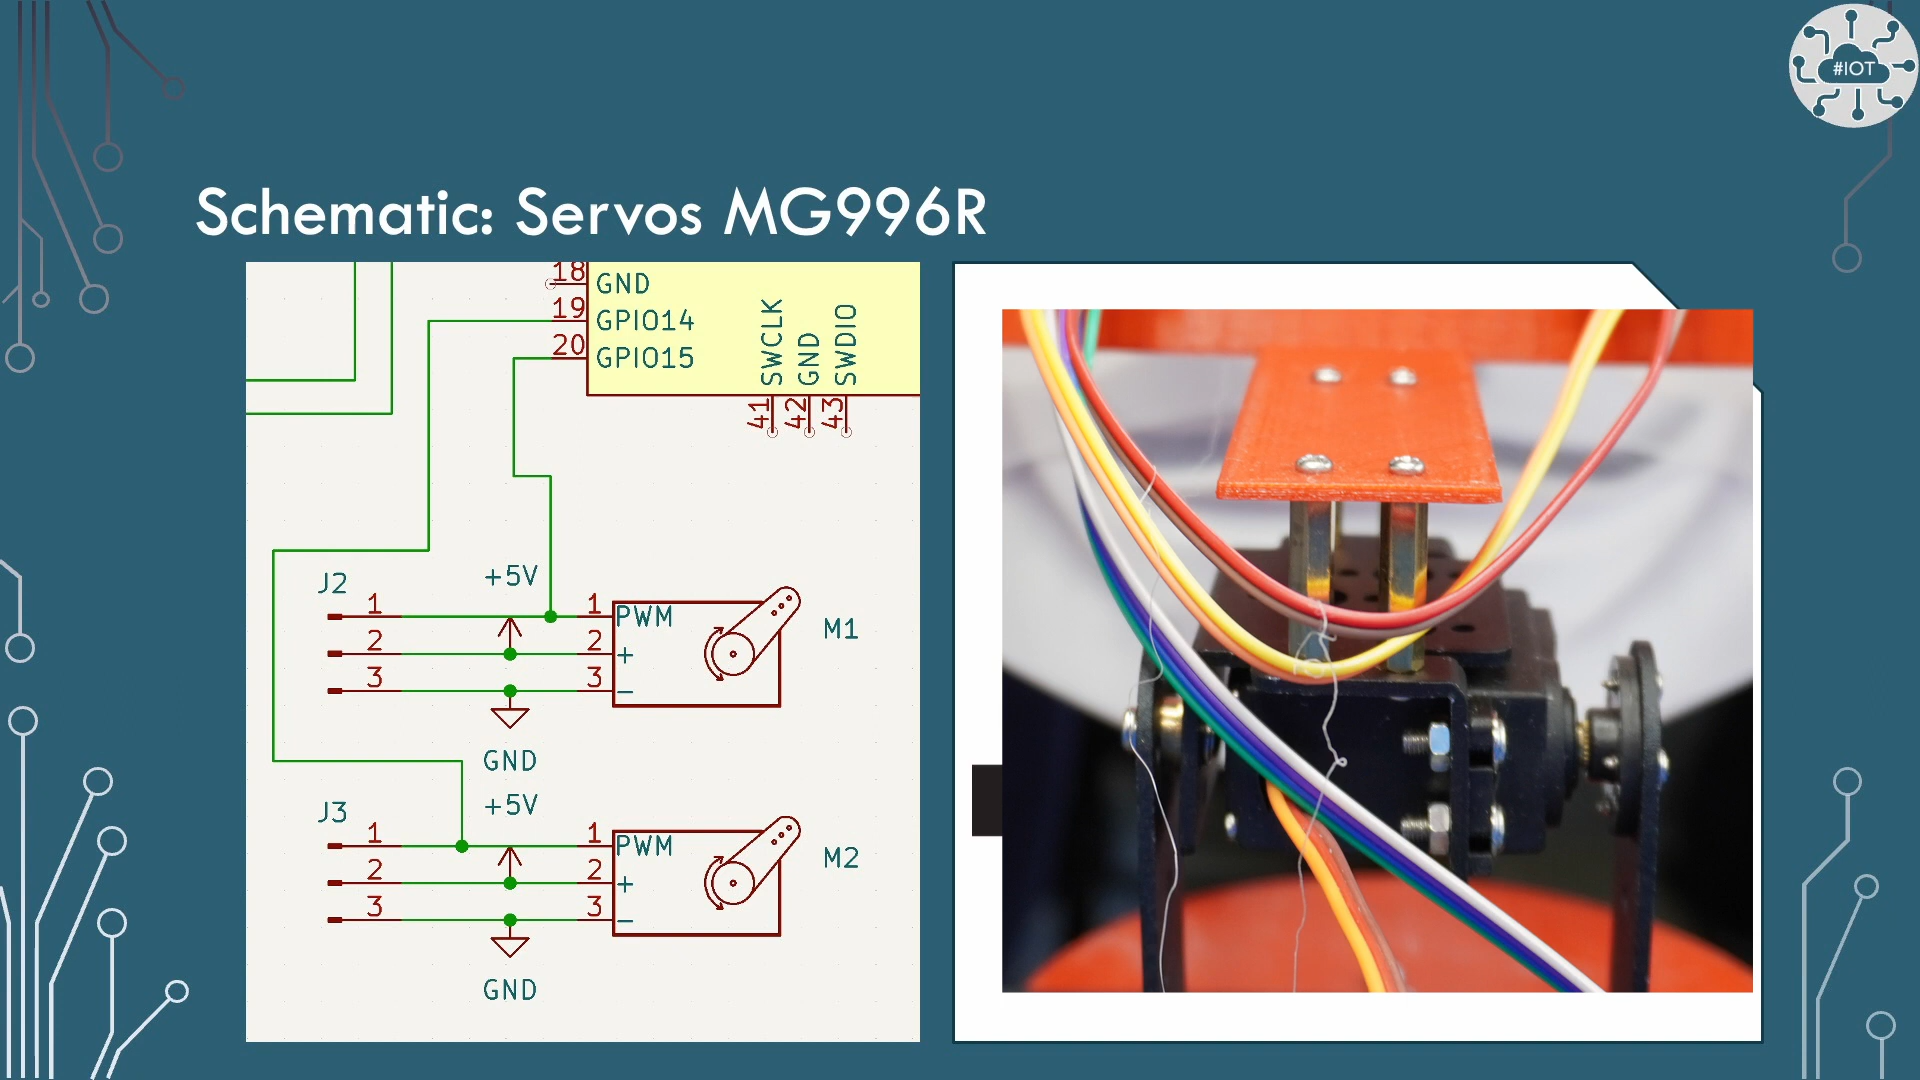 #IOT
Schematic: Servos MG996R
18 GND
19 GPIO14
20 GPIO15
SWCLK
GND
SWDIO
41
42
43
J2
+5V
1 1 PWM
2 2 +
3 3 −
M1
GND
J3
+5V
1 1 PWM
2 2 +
3 3 −
M2
GND